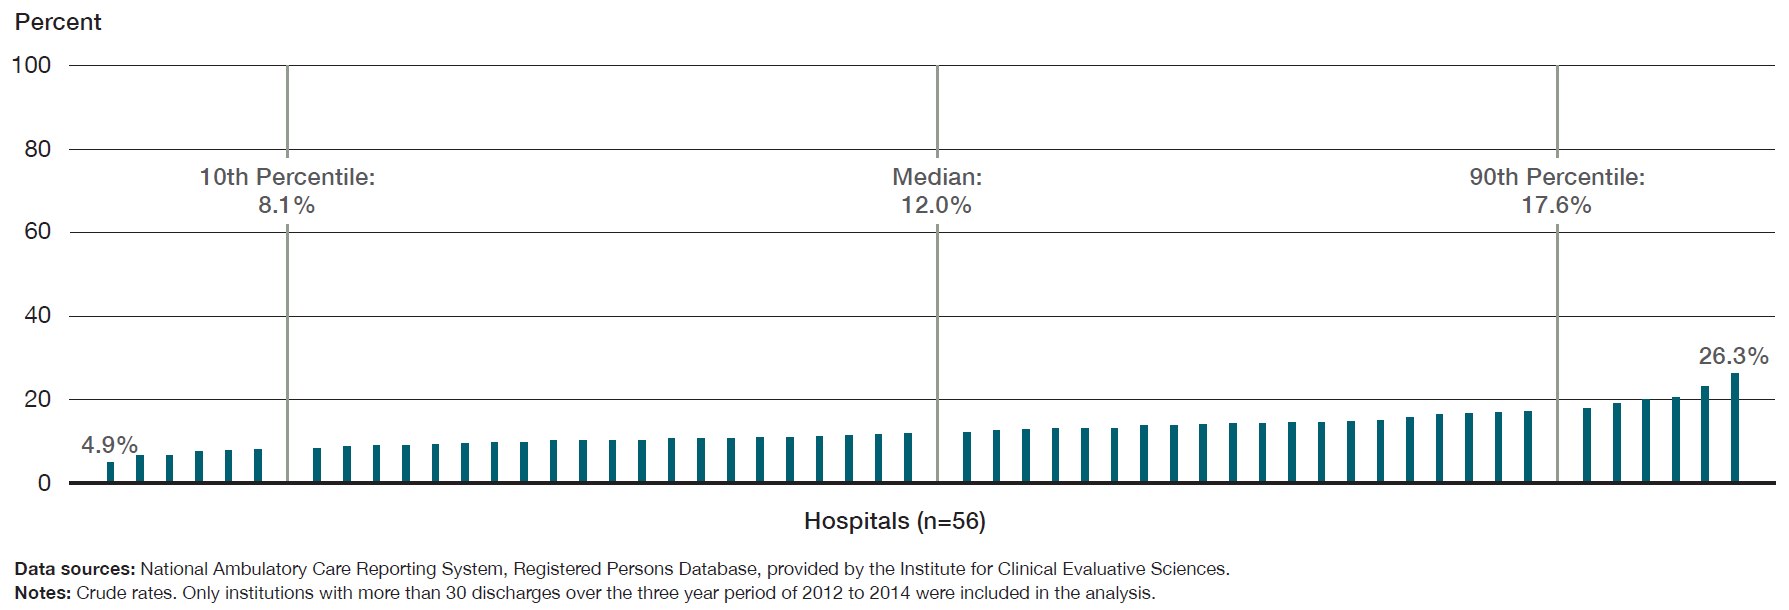 Percent
100
80
10th Percentile:
8.1%
Median:
12.0%
90th Percentile:
17.6%
60
40
26.3%
20
4.9%
0
Hospitals (n=56)
Data sources: National Ambulatory Care Reporting System, Registered Persons Database, provided by the Institute for Clinical Evaluative Sciences.
Notes: Crude rates. Only institutions with more than 30 discharges over the three year period of 2012 to 2014 were included in the analysis.